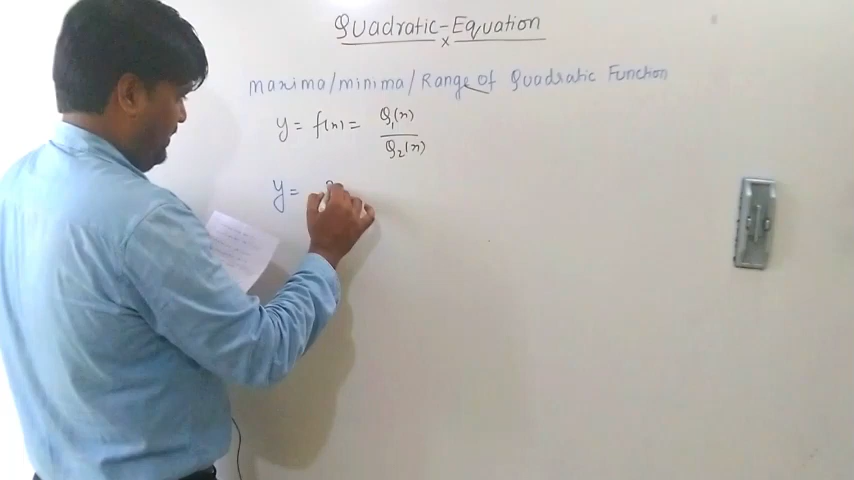 Quadratic-Equation
x
maxima/minima/Range of Quadratic Function
y = f(x) = Q₁(x) / Q₂(x)
y =